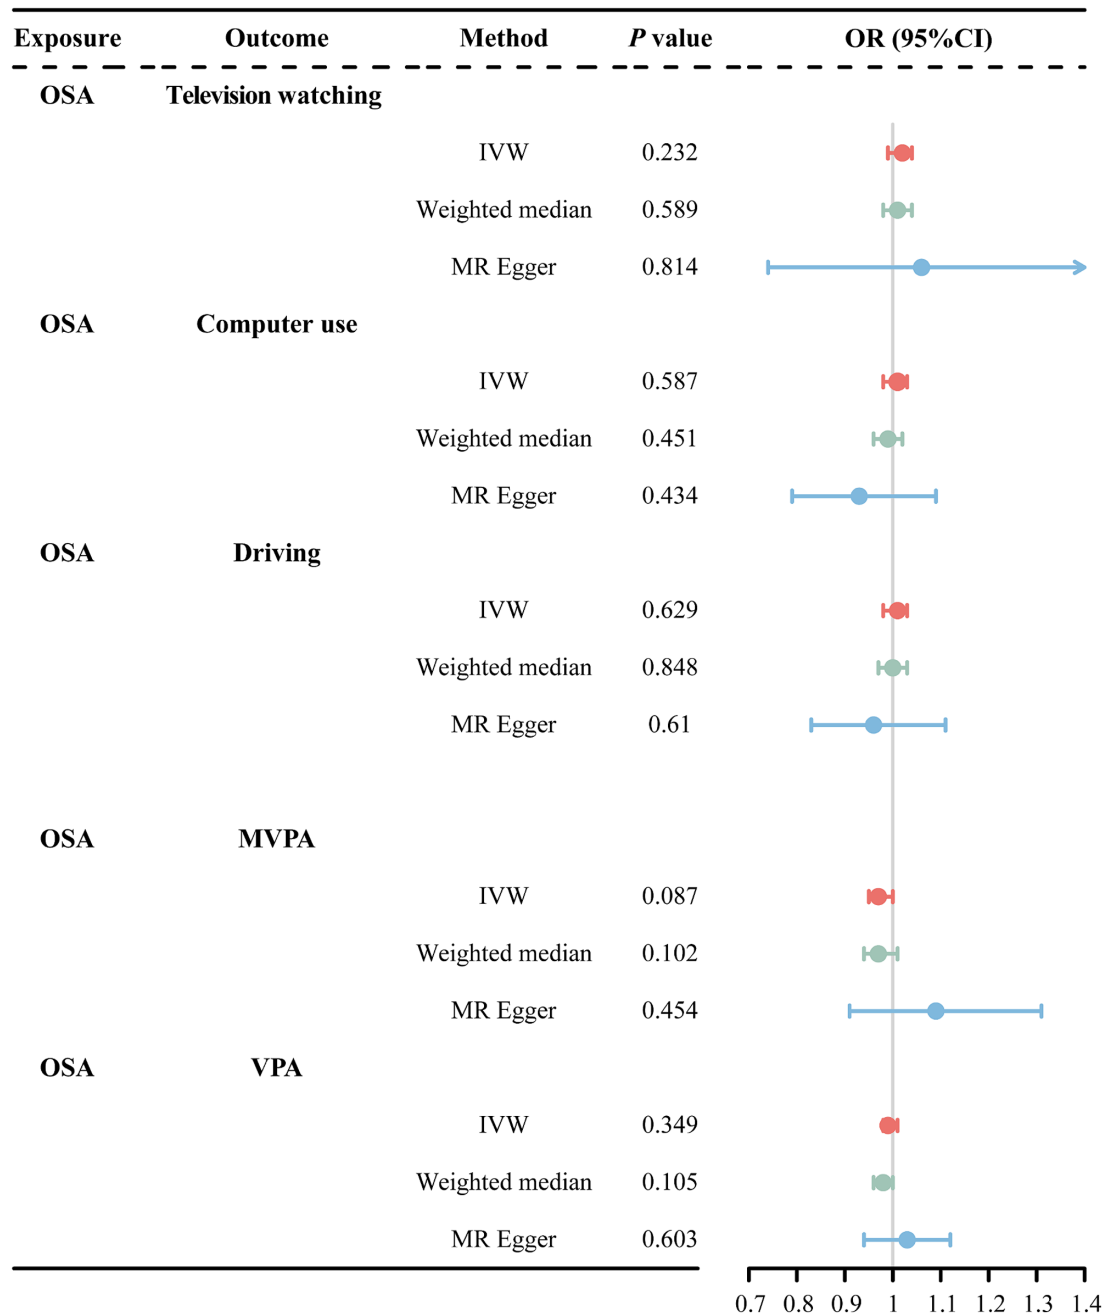 Exposure Outcome Method P value OR (95%CI)
OSA Television watching
IVW 0.232
Weighted median 0.589
MR Egger 0.814
OSA Computer use
IVW 0.587
Weighted median 0.451
MR Egger 0.434
OSA Driving
IVW 0.629
Weighted median 0.848
MR Egger 0.61
OSA MVPA
IVW 0.087
Weighted median 0.102
MR Egger 0.454
OSA VPA
IVW 0.349
Weighted median 0.105
MR Egger 0.603
0.7 0.8 0.9 1 1.1 1.2 1.3 1.4